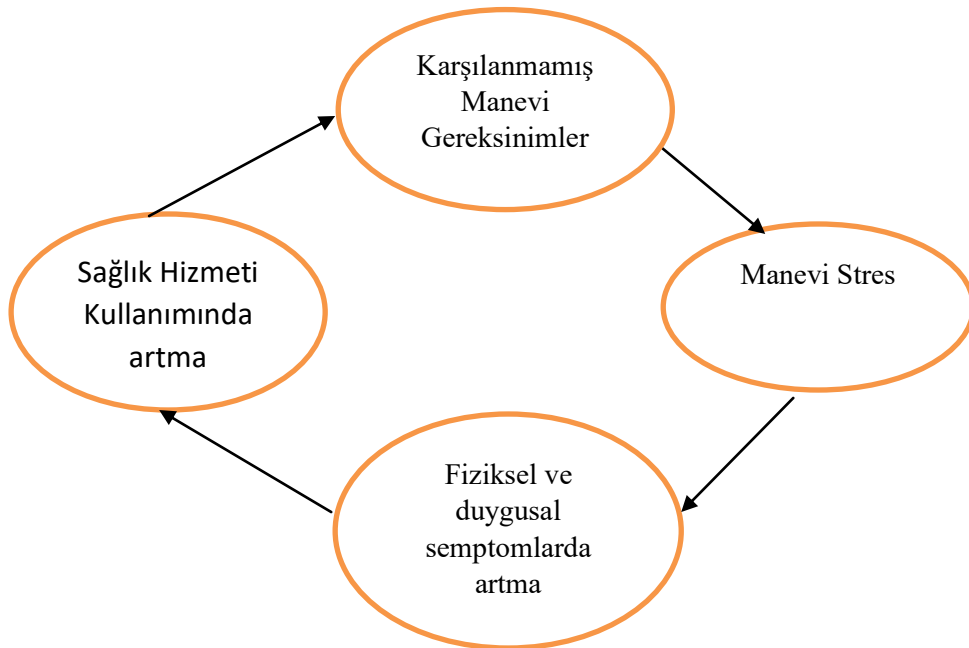 Karşılanmamış
Manevi
Gereksinimler
Manevi Stres
Fiziksel ve
duygusal
semptomlarda
artma
Sağlık Hizmeti
Kullanımında
artma